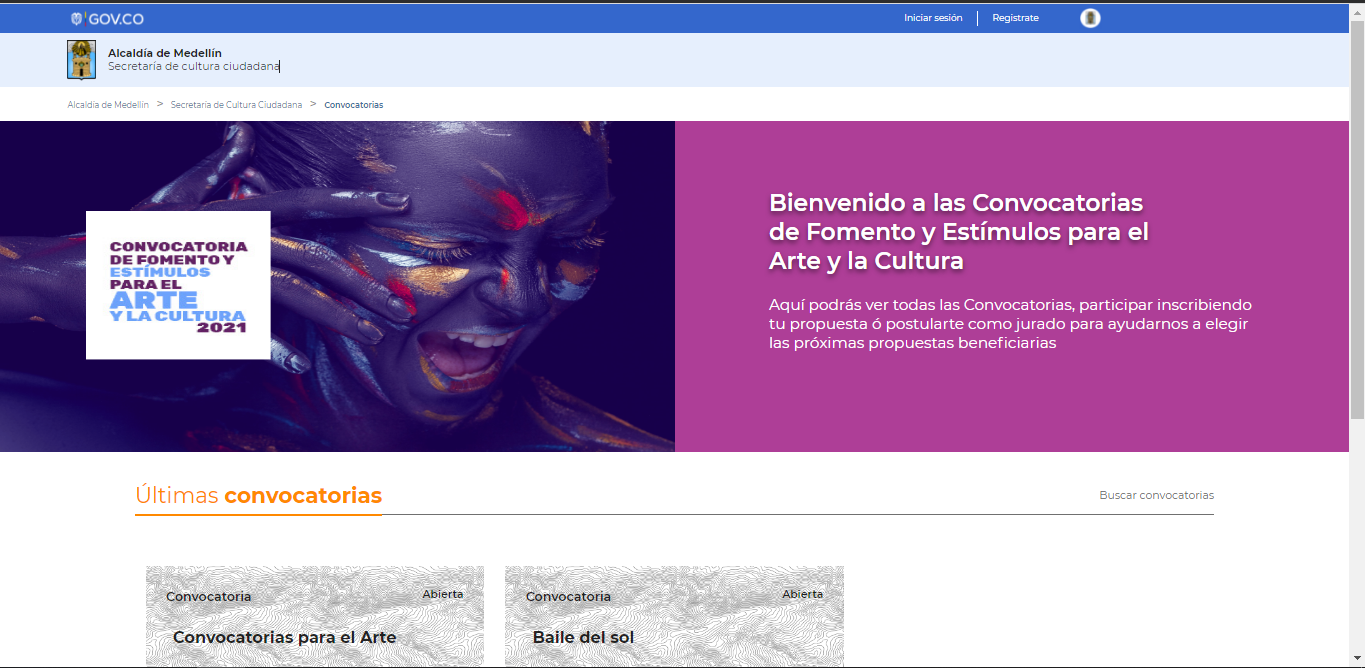 GOV.CO
Iniciar sesión
Registrate
Alcaldía de Medellín
Secretaría de cultura ciudadana
Alcaldía de Medellín > Secretaría de Cultura Ciudadana > Convocatorias
CONVOCATORIA
DE FOMENTO Y
ESTÍMULOS
PARA EL
ARTE
Y LA CULTURA
2021
Bienvenido a las Convocatorias
de Fomento y Estímulos para el
Arte y la Cultura
Aquí podrás ver todas las Convocatorias, participar inscribiendo
tu propuesta ó postularte como jurado para ayudarnos a elegir
las próximas propuestas beneficiarias
Últimas convocatorias
Buscar convocatorias
Convocatoria
Abierta
Convocatorias para el Arte
Convocatoria
Abierta
Baile del sol